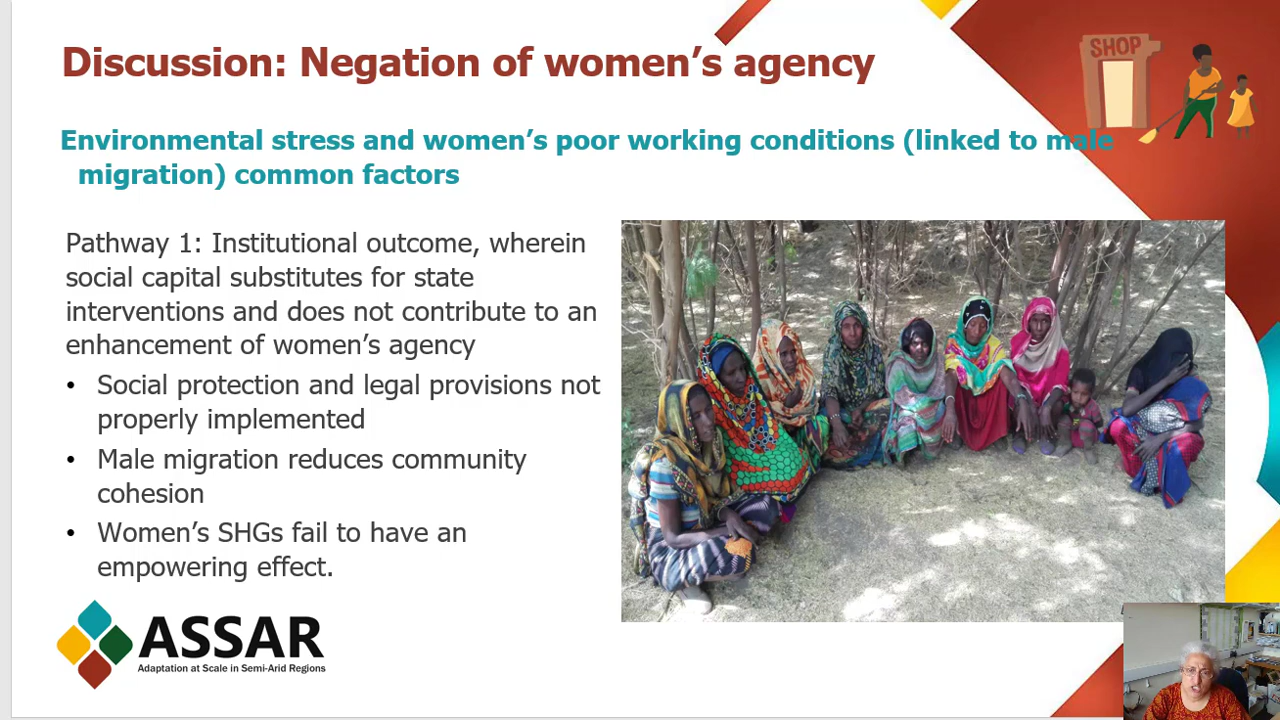 Discussion: Negation of women's agency
SHOP
Environmental stress and women's poor working conditions (linked to male
migration) common factors
Pathway 1: Institutional outcome, wherein
social capital substitutes for state
interventions and does not contribute to an
enhancement of women's agency
• Social protection and legal provisions not
properly implemented
• Male migration reduces community
cohesion
• Women's SHGs fail to have an
empowering effect.
ASSAR
Adaptation at Scale in Semi-Arid Regions